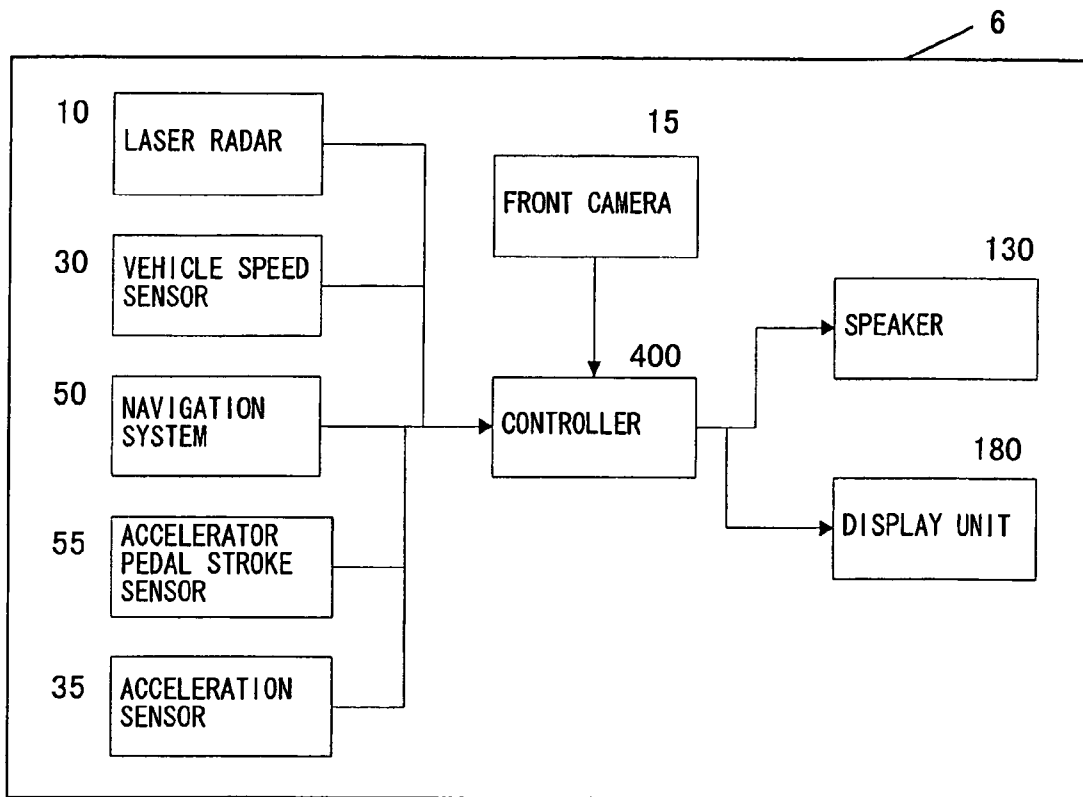 6
10
LASER RADAR
15
FRONT CAMERA
30
VEHICLE SPEED
SENSOR
130
SPEAKER
50
NAVIGATION
SYSTEM
400
CONTROLLER
180
DISPLAY UNIT
55
ACCELERATOR
PEDAL STROKE
SENSOR
35
ACCELERATION
SENSOR